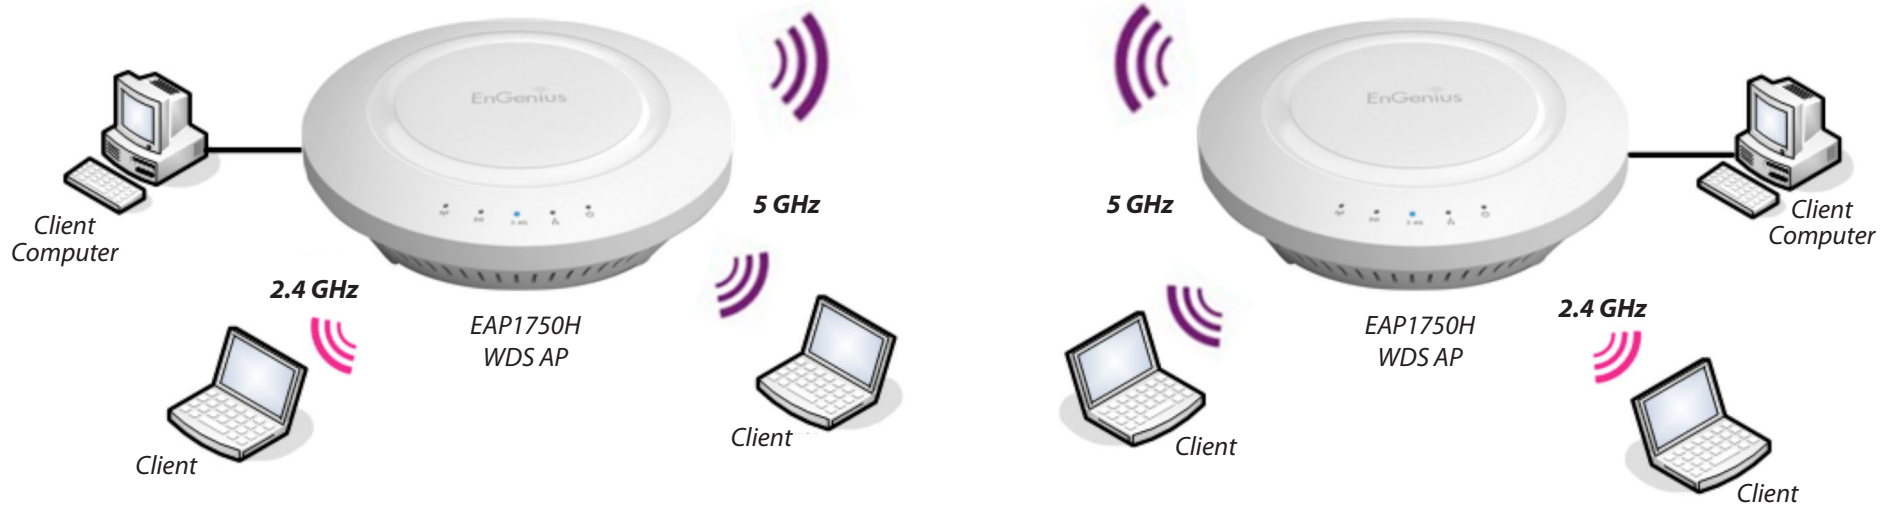 EnGenius
EnGenius
Client
Computer
5 GHz
5 GHz
Client
Computer
2.4 GHz
2.4 GHz
EAP1750H
WDS AP
EAP1750H
WDS AP
Client
Client
Client
Client